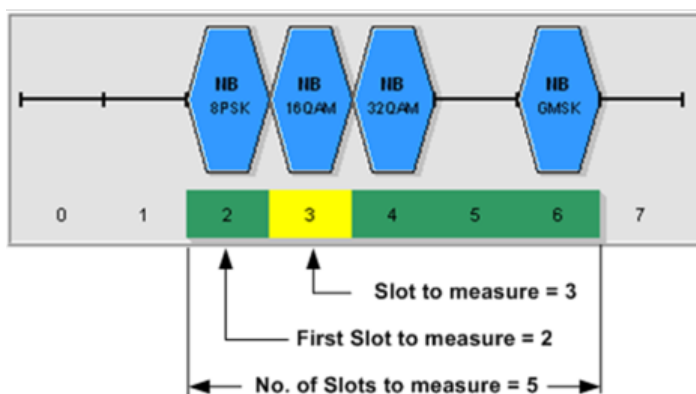 NB NB NB NB
8PSK 16QAM 32QAM GMSK
0 1 2 3 4 5 6 7
Slot to measure = 3
First Slot to measure = 2
No. of Slots to measure = 5